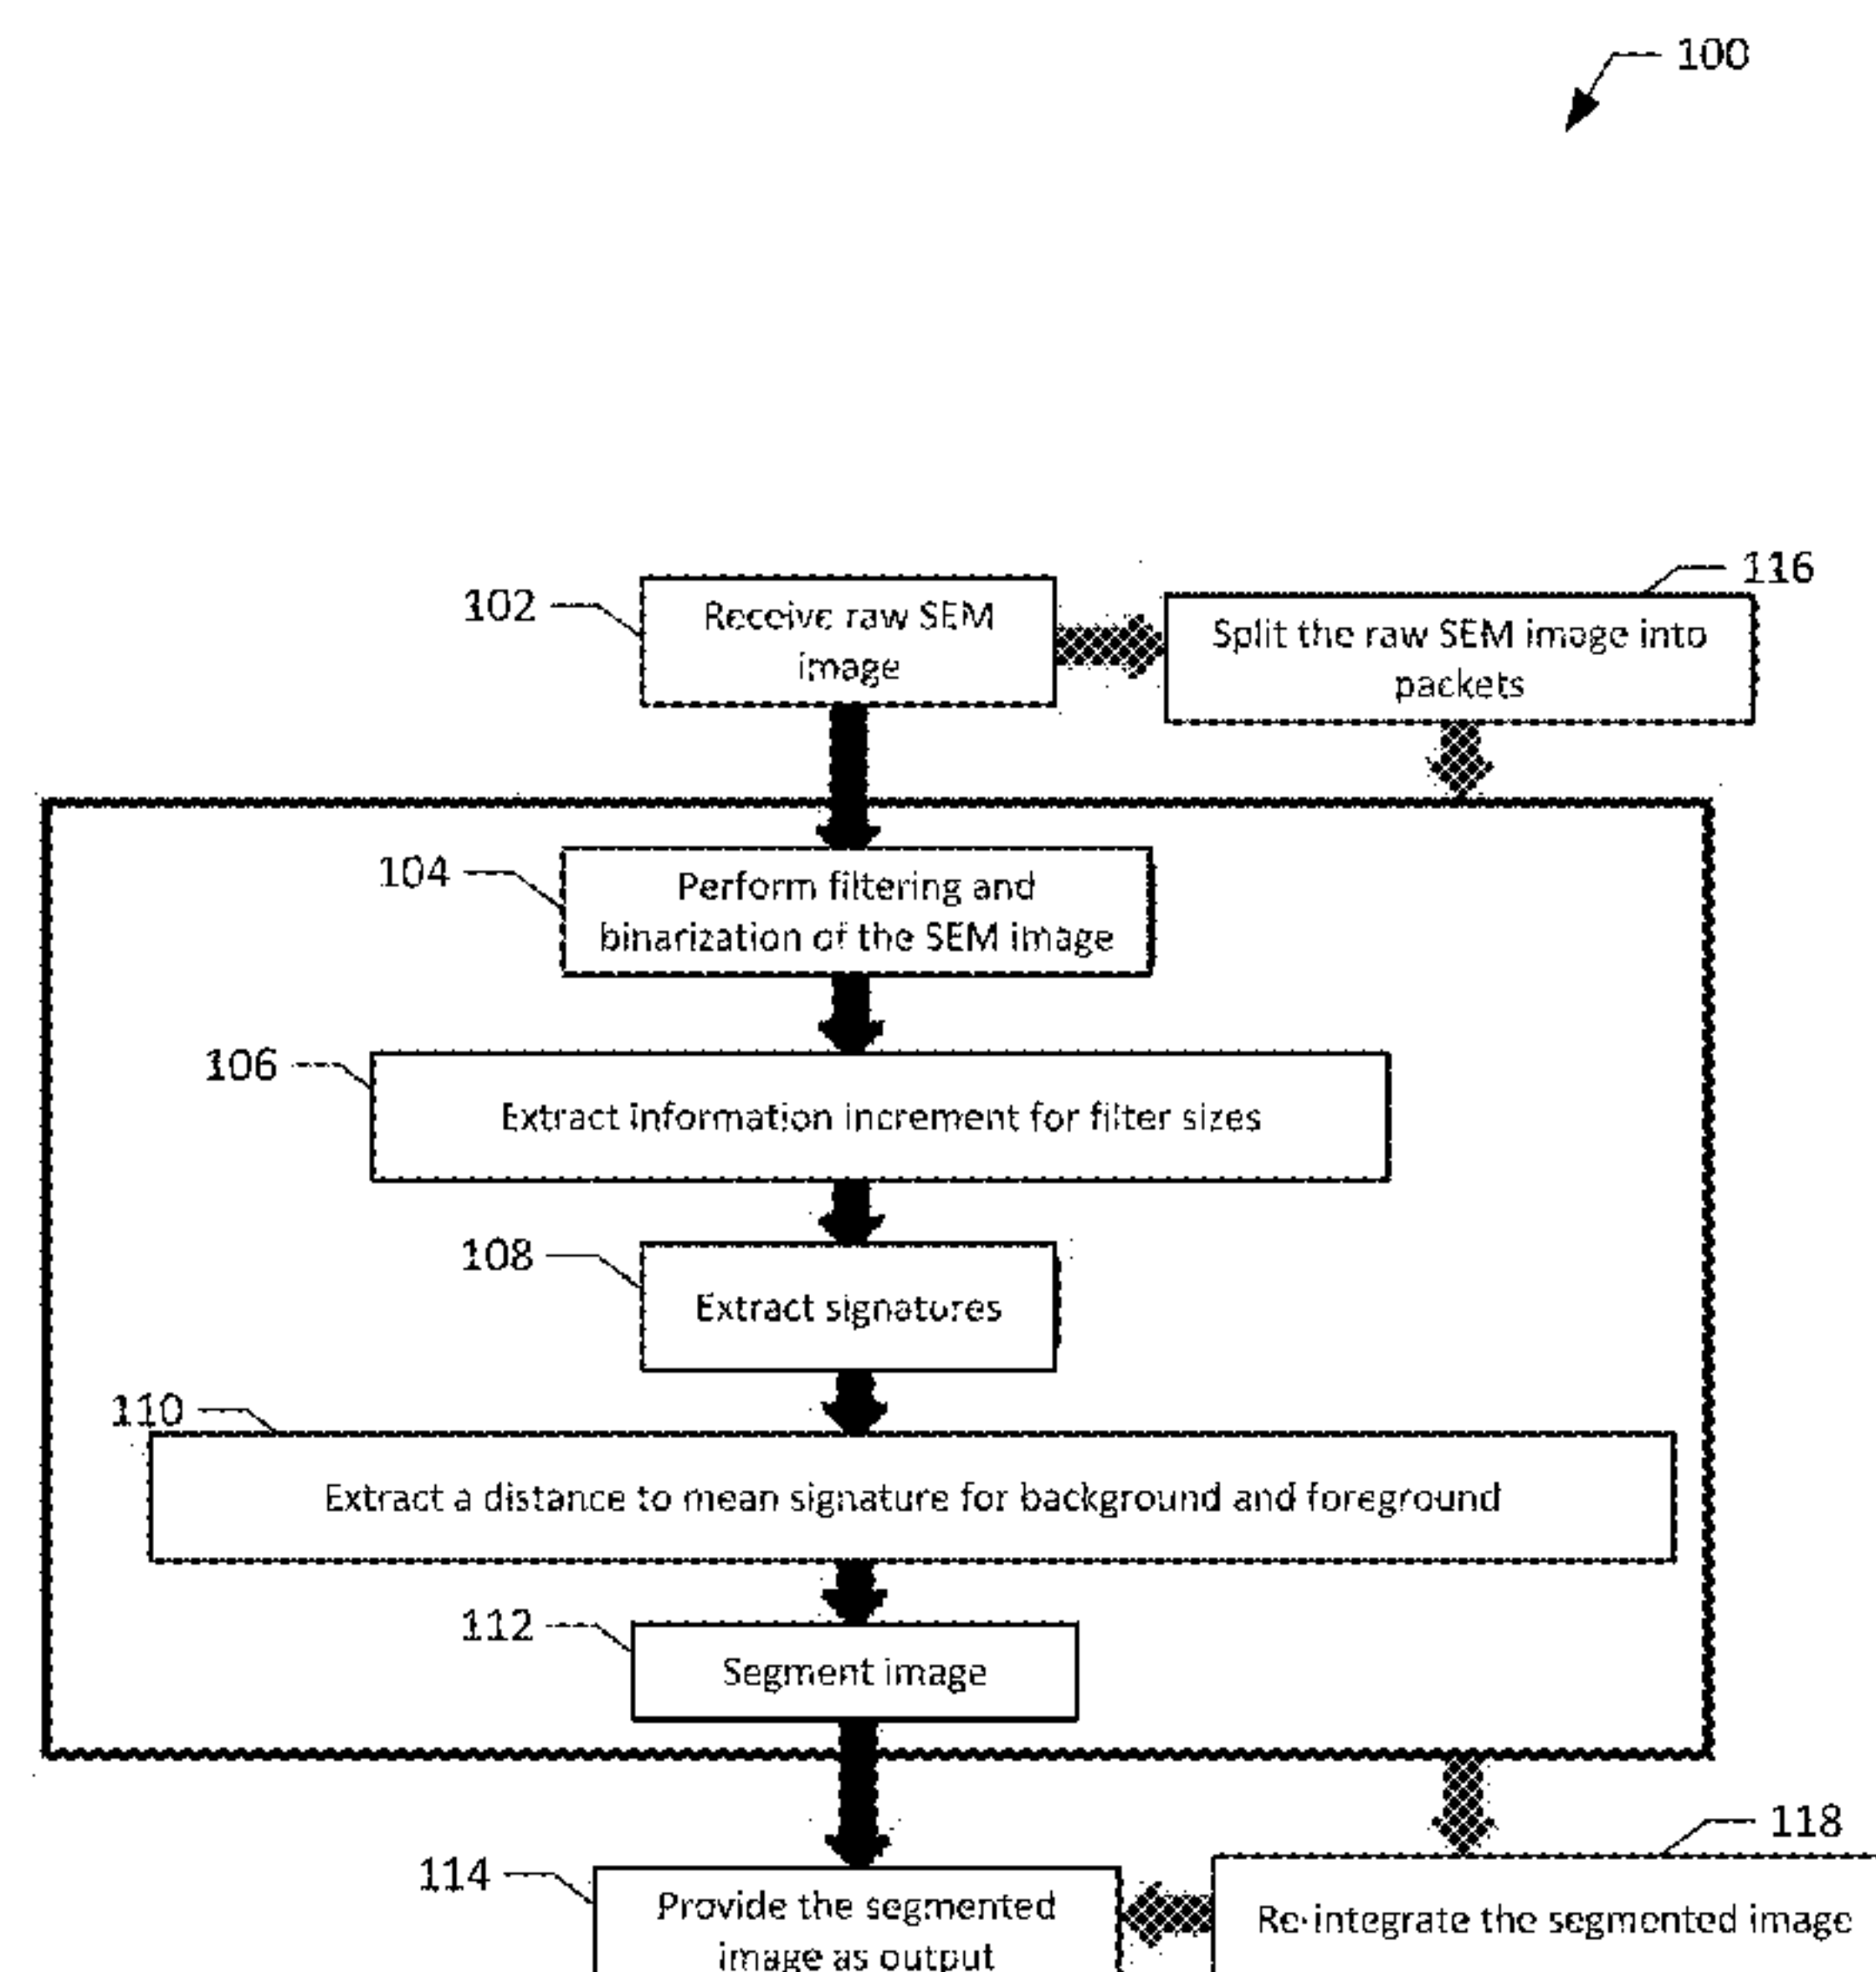 100
102
Receive raw SEM
image
116
Split the raw SEM image into
packets
104
Perform filtering and
binarization of the SEM image
106
Extract information increment for filter sizes
108
Extract signatures
110
Extract a distance to mean signature for background and foreground
112
Segment image
114
Provide the segmented
image as output
118
Re-integrate the segmented image